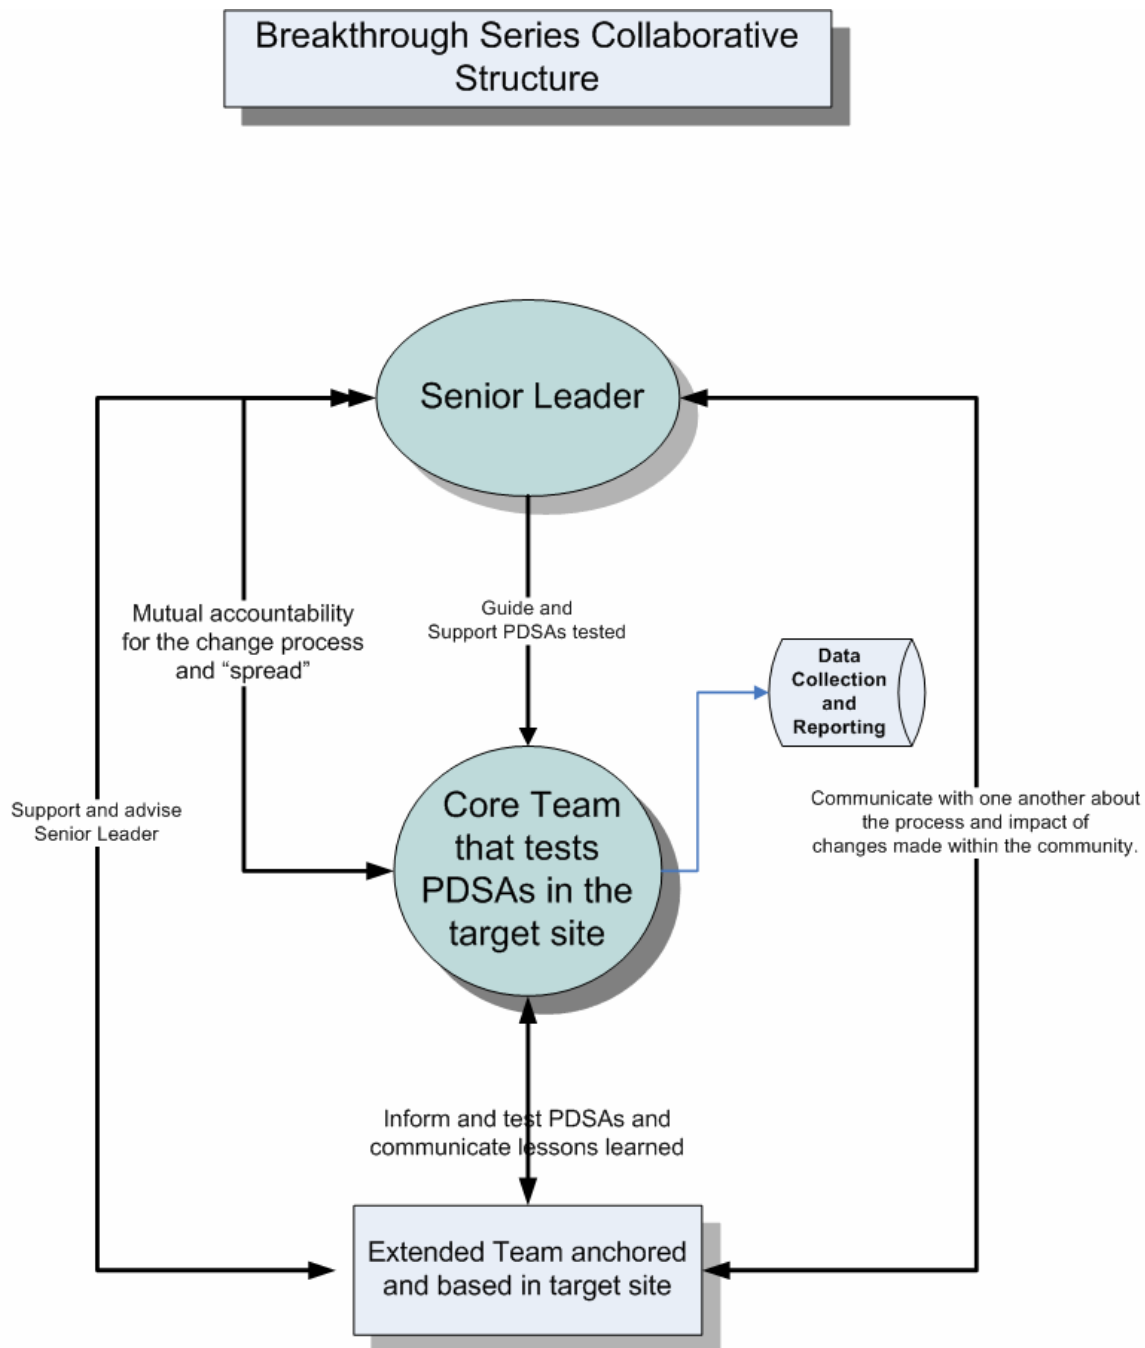 Breakthrough Series Collaborative
Structure
Senior Leader
Guide and
Support PDSAs tested
Mutual accountability
for the change process
and “spread”
Data
Collection
and
Reporting
Support and advise
Senior Leader
Core Team
that tests
PDSAs in the
target site
Communicate with one another about
the process and impact of
changes made within the community.
Inform and test PDSAs and
communicate lessons learned
Extended Team anchored
and based in target site